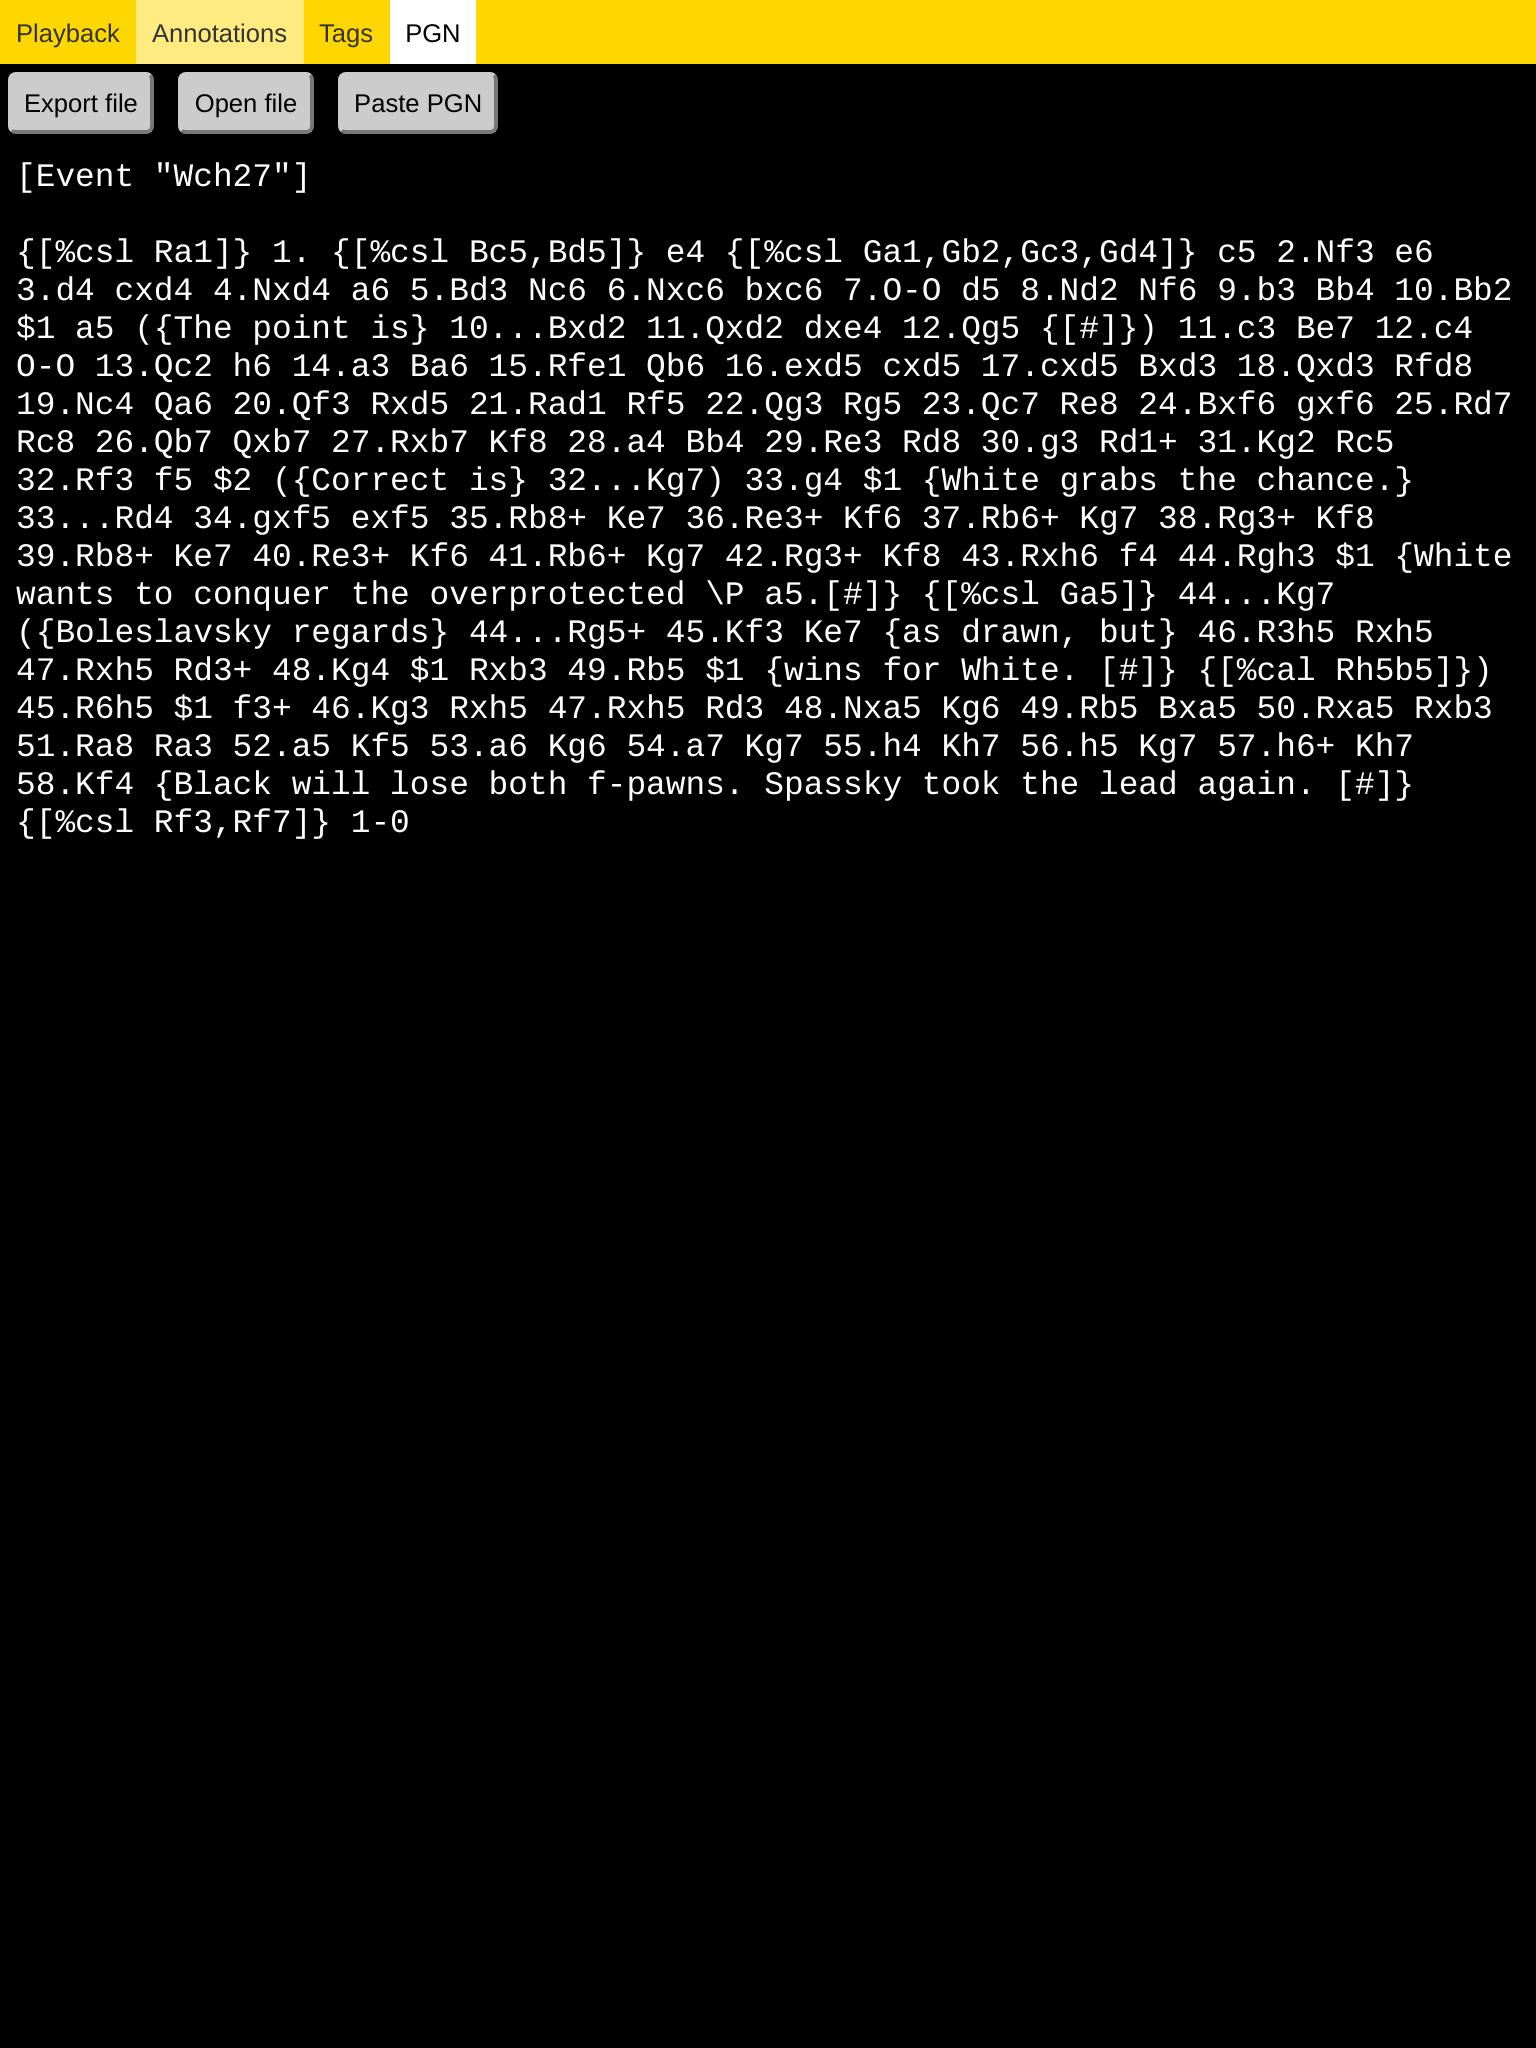 Playback Annotations Tags PGN
Export file Open file Paste PGN
[Event "Wch27"]
{[%csl Ra1]} 1. {[%csl Bc5,Bd5]} e4 {[%csl Ga1,Gb2,Gc3,Gd4]} c5 2.Nf3 e6
3.d4 cxd4 4.Nxd4 a6 5.Bd3 Nc6 6.Nxc6 bxc6 7.O-O d5 8.Nd2 Nf6 9.b3 Bb4 10.Bb2
$1 a5 ({The point is} 10...Bxd2 11.Qxd2 dxe4 12.Qg5 {[#]}) 11.c3 Be7 12.c4
O-O 13.Qc2 h6 14.a3 Ba6 15.Rfe1 Qb6 16.exd5 cxd5 17.cxd5 Bxd3 18.Qxd3 Rfd8
19.Nc4 Qa6 20.Qf3 Rxd5 21.Rad1 Rf5 22.Qg3 Rg5 23.Qc7 Re8 24.Bxf6 gxf6 25.Rd7
Rc8 26.Qb7 Qxb7 27.Rxb7 Kf8 28.a4 Bb4 29.Re3 Rd8 30.g3 Rd1+ 31.Kg2 Rc5
32.Rf3 f5 $2 ({Correct is} 32...Kg7) 33.g4 $1 {White grabs the chance.}
33...Rd4 34.gxf5 exf5 35.Rb8+ Ke7 36.Re3+ Kf6 37.Rb6+ Kg7 38.Rg3+ Kf8
39.Rb8+ Ke7 40.Re3+ Kf6 41.Rb6+ Kg7 42.Rg3+ Kf8 43.Rxh6 f4 44.Rgh3 $1 {White
wants to conquer the overprotected \P a5.[#]} {[%csl Ga5]} 44...Kg7
({Boleslavsky regards} 44...Rg5+ 45.Kf3 Ke7 {as drawn, but} 46.R3h5 Rxh5
47.Rxh5 Rd3+ 48.Kg4 $1 Rxb3 49.Rb5 $1 {wins for White. [#]} {[%cal Rh5b5]})
45.R6h5 $1 f3+ 46.Kg3 Rxh5 47.Rxh5 Rd3 48.Nxa5 Kg6 49.Rb5 Bxa5 50.Rxa5 Rxb3
51.Ra8 Ra3 52.a5 Kf5 53.a6 Kg6 54.a7 Kg7 55.h4 Kh7 56.h5 Kg7 57.h6+ Kh7
58.Kf4 {Black will lose both f-pawns. Spassky took the lead again. [#]}
{[%csl Rf3,Rf7]} 1-0